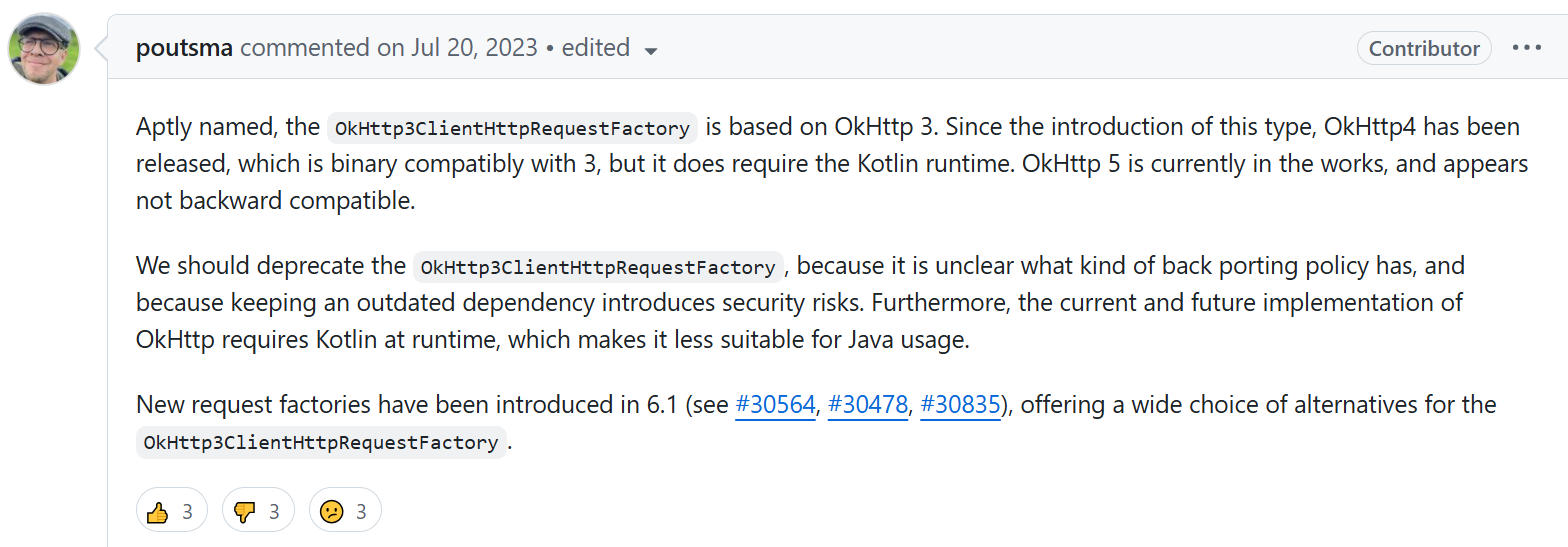 poutsma commented on Jul 20, 2023 • edited
Contributor
Aptly named, the OkHttp3ClientHttpRequestFactory is based on OkHttp 3. Since the introduction of this type, OkHttp4 has been
released, which is binary compatibly with 3, but it does require the Kotlin runtime. OkHttp 5 is currently in the works, and appears
not backward compatible.
We should deprecate the OkHttp3ClientHttpRequestFactory, because it is unclear what kind of back porting policy has, and
because keeping an outdated dependency introduces security risks. Furthermore, the current and future implementation of
OkHttp requires Kotlin at runtime, which makes it less suitable for Java usage.
New request factories have been introduced in 6.1 (see #30564, #30478, #30835), offering a wide choice of alternatives for the
OkHttp3ClientHttpRequestFactory.
👍 3 👎 3 😕 3